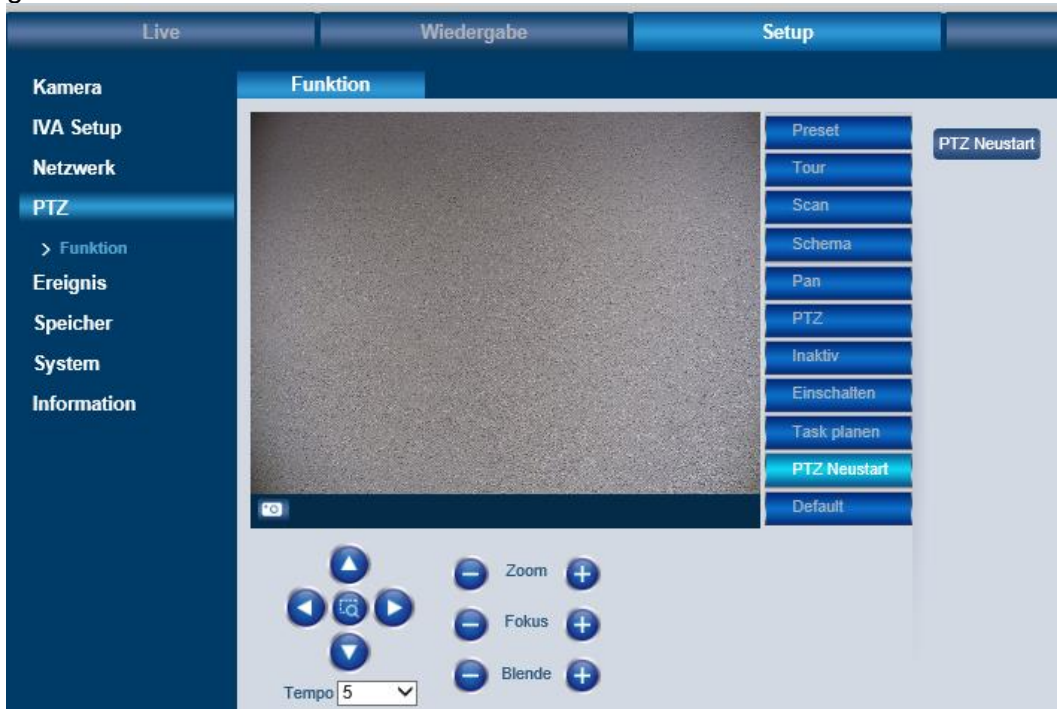 Live
Wiedergabe
Setup
Kamera
IVA Setup
Netzwerk
PTZ
> Funktion
Ereignis
Speicher
System
Information
Funktion
Preset
Tour
Scan
Schema
Pan
PTZ
Inaktiv
Einschalten
Task planen
PTZ Neustart
Default
PTZ Neustart
Zoom
Fokus
Blende
Tempo 5